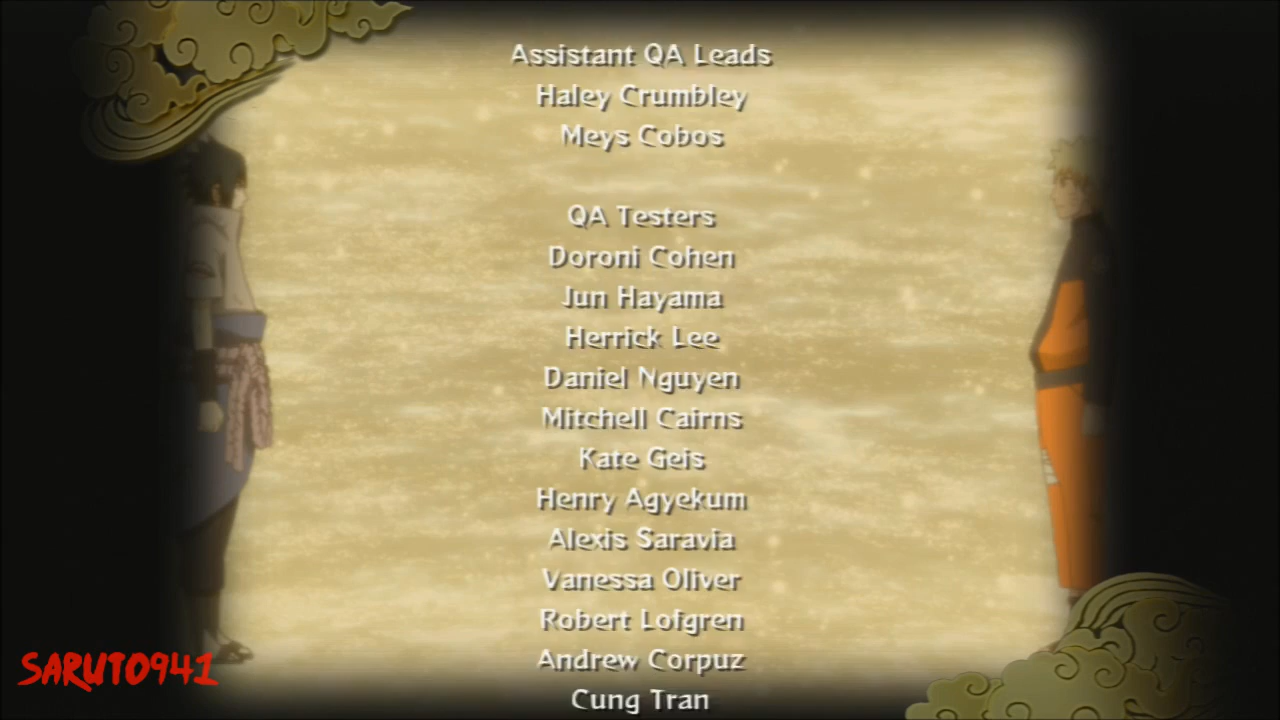 Assistant QA Leads
Haley Crumbley
Meys Cobos
QA Testers
Doroni Cohen
Jun Hayama
Herrick Lee
Daniel Nguyen
Mitchell Cairns
Kate Geis
Henry Agyekum
Alexis Saravia
Vanessa Oliver
Robert Lofgren
Andrew Corpuz
Cung Tran
SARUTO941